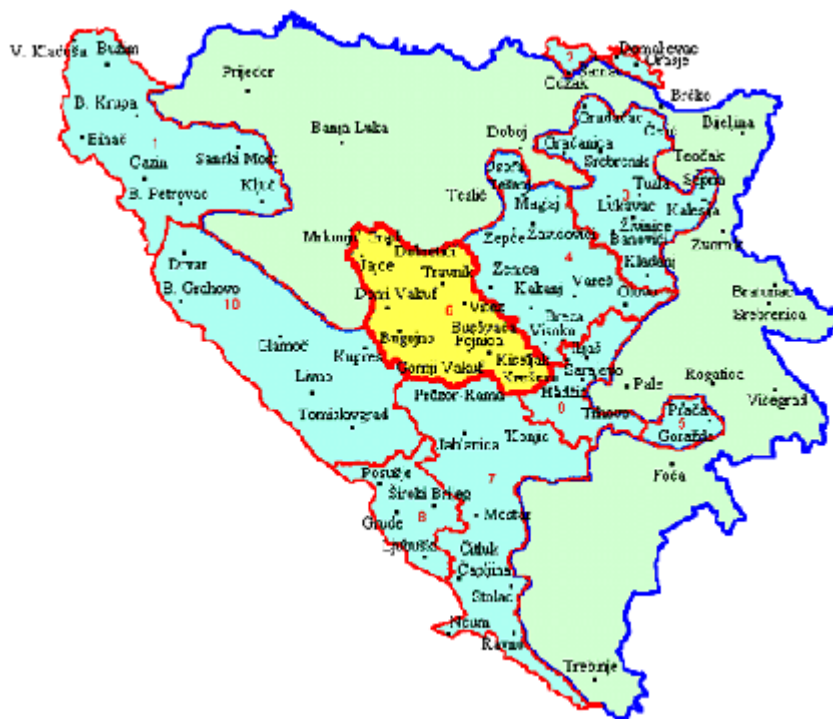 V. Kladuša
Bužim
Prijedor
B. Krupa
Bihać
1
Cazin
Sanski Most
Ključ
B. Petrovac
Banja Luka
Doboj
Domaljevac
Orašje
Brčko
Bijeljina
Gradačac
Čelić
Gračanica
Srebrenik
Teočak
Sapna
Tuzla
3
Lukavac
Kalesija
Živinice
Banovići
Kladanj
Zvornik
Teslić
Tešanj
Maglaj
Žepče
Zavidovići
4
Zenica
Kakanj
Vareš
Olovo
Breza
Visoko
Ilijaš
Bratunac
Srebrenica
Jajce
Dobretići
Travnik
Donji Vakuf
6
Vitez
Busovača
Bugojno
Fojnica
Kiseljak
Gornji Vakuf
Kreševo
Drvar
B. Grahovo
10
Glamoč
Kupres
Livno
Tomislavgrad
Sarajevo
Hadžići
Trnovo
Pale
Rogatica
Višegrad
Prača
5
Goražde
Foča
Prozor-Rama
Jablanica
Konjic
7
Posušje
Široki Brijeg
Grude
8
Mostar
Ljubuški
Čitluk
Čapljina
Stolac
Neum
Ravno
Trebinje